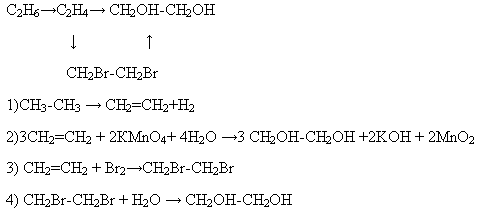 C₂H₆→C₂H₄→ CH₂OH-CH₂OH
↓ ↑
CH₂Br-CH₂Br
1)CH₃-CH₃ → CH₂=CH₂+H₂
2)3CH₂=CH₂ + 2KMnO₄+ 4H₂O →3 CH₂OH-CH₂OH +2KOH + 2MnO₂
3) CH₂=CH₂ + Br₂→CH₂Br-CH₂Br
4) CH₂Br-CH₂Br + H₂O → CH₂OH-CH₂OH